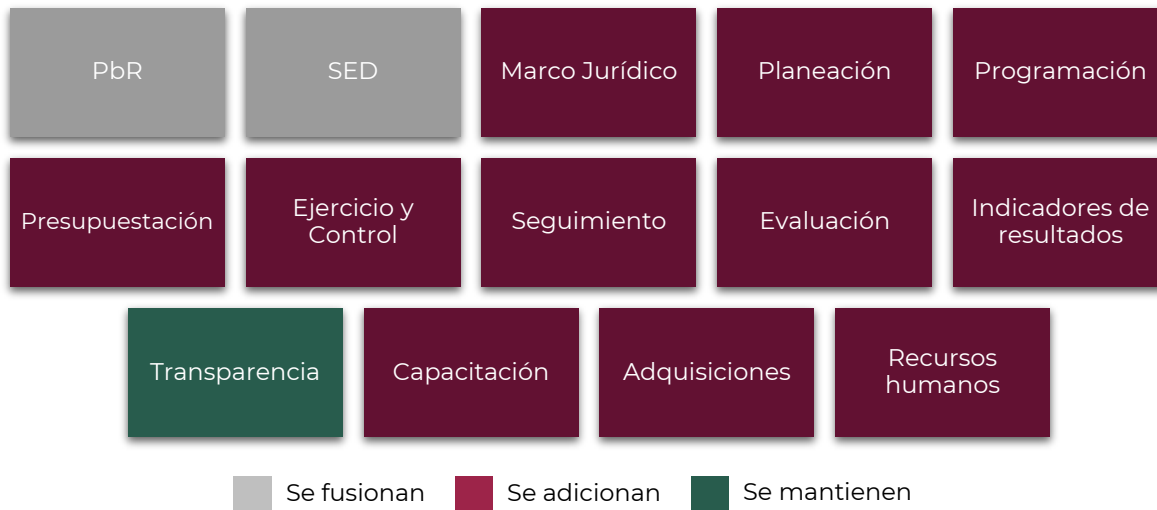 PbR
SED
Marco Jurídico
Planeación
Programación
Presupuestación
Ejercicio y
Control
Seguimiento
Evaluación
Indicadores de
resultados
Transparencia
Capacitación
Adquisiciones
Recursos
humanos
Se fusionan
Se adicionan
Se mantienen